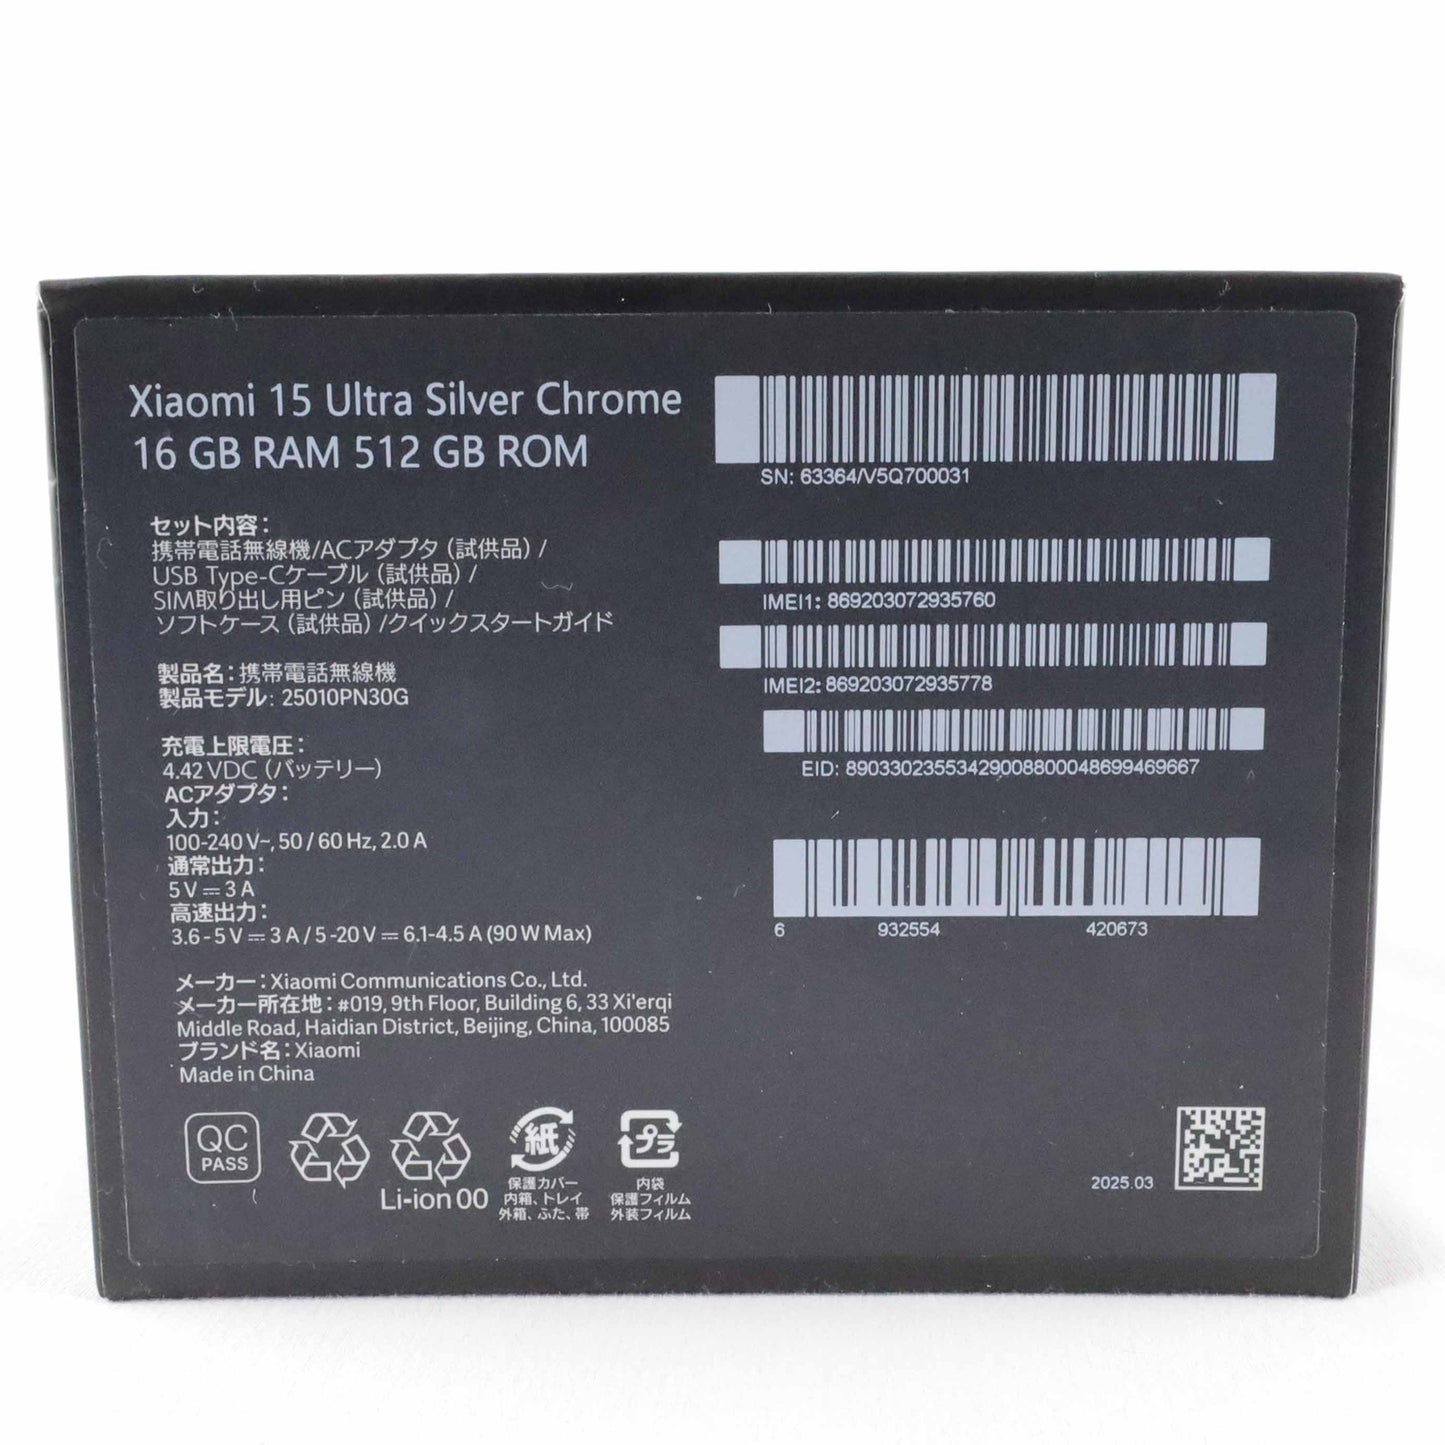 Xiaomi 15 Ultra Silver Chrome
16 GB RAM 512 GB ROM
セット内容：
携帯電話無線機/ACアダプタ（試供品）/
USB Type-Cケーブル（試供品）/
SIM取り出し用ピン（試供品）/
ソフトケース（試供品）/クイックスタートガイド
製品名：携帯電話無線機
製品モデル：25010PN30G
充電上限電圧：
4.42 VDC（バッテリー）
ACアダプタ：
入力：
100-240 V~, 50 / 60 Hz, 2.0 A
通常出力：
5 V ⎓ 3 A
高速出力：
3.6 - 5 V ⎓ 3 A / 5 -20 V ⎓ 6.1-4.5 A (90 W Max)
メーカー：Xiaomi Communications Co., Ltd.
メーカー所在地：#019, 9th Floor, Building 6, 33 Xi'erqi
Middle Road, Haidian District, Beijing, China, 100085
ブランド名：Xiaomi
Made in China
QC
PASS
Li-ion 00
紙
保護カバー
内箱、トレイ
外箱、ふた、帯
プラ
内袋
保護フィルム
外装フィルム
SN: 63364/V5Q700031
IMEI1: 869203072935760
IMEI2: 869203072935778
EID: 89033023553429008800048699469667
6 932554 420673
2025.03